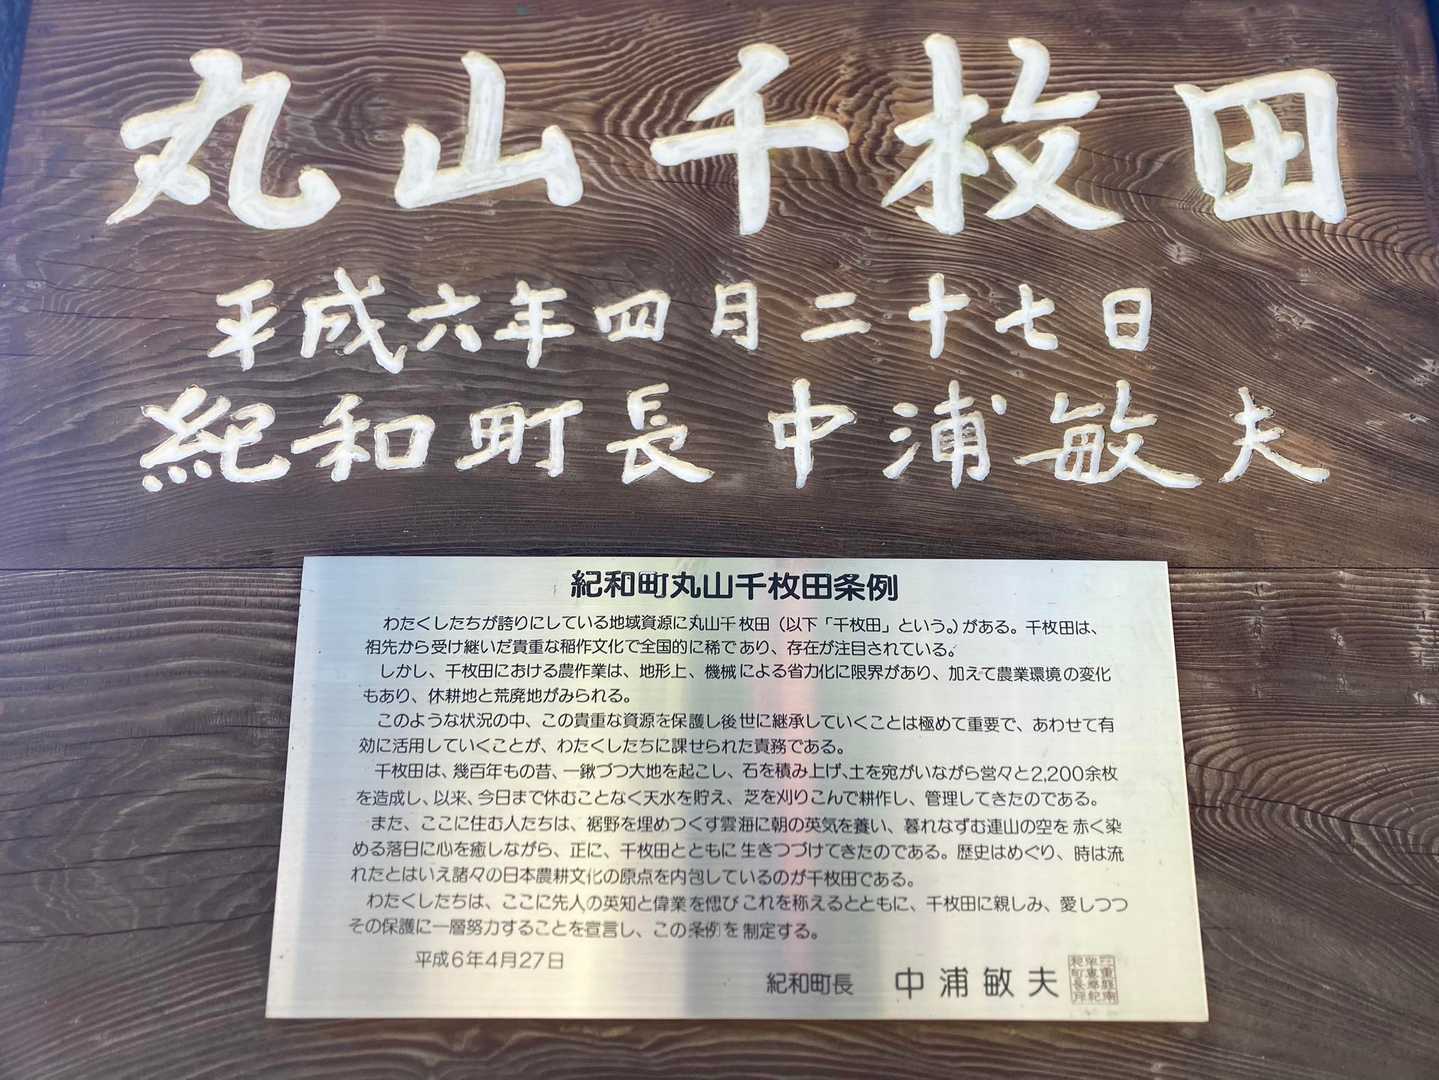 丸山千枚田
平成六年四月二十七日
紀和町長 中浦敏夫
紀和町丸山千枚田条例
わたくしたちが誇りにしている地域資源に丸山千枚田（以下「千枚田」という。）がある。千枚田は、
祖先から受け継いだ貴重な稲作文化で全国的に稀であり、存在が注目されている。
しかし、千枚田における農作業は、地形上、機械による省力化に限界があり、加えて農業環境の変化
もあり、休耕地と荒廃地がみられる。
このような状況の中、この貴重な資源を保護し後世に継承していくことは極めて重要で、あわせて有
効に活用していくことが、わたくしたちに課せられた責務である。
千枚田は、幾百年もの昔、一鍬づつ大地を起こし、石を積み上げ、土を宛がいながら営々と2,200余枚
を造成し、以来、今日まで休むことなく天水を貯え、芝を刈りこんで耕作し、管理してきたのである。
また、ここに住む人たちは、裾野を埋めつくす雲海に朝の英気を養い、暮れなずむ連山の空を赤く染
める落日に心を癒しながら、正に、千枚田とともに生きつづけてきたのである。歴史はめぐり、時は流
れたとはいえ諸々の日本農耕文化の原点を内包しているのが千枚田である。
わたくしたちは、ここに先人の英知と偉業を偲びこれを称えるとともに、千枚田に親しみ、愛しつつ
その保護に一層努力することを宣言し、この条例を制定する。
平成6年4月27日
紀和町長 中浦敏夫